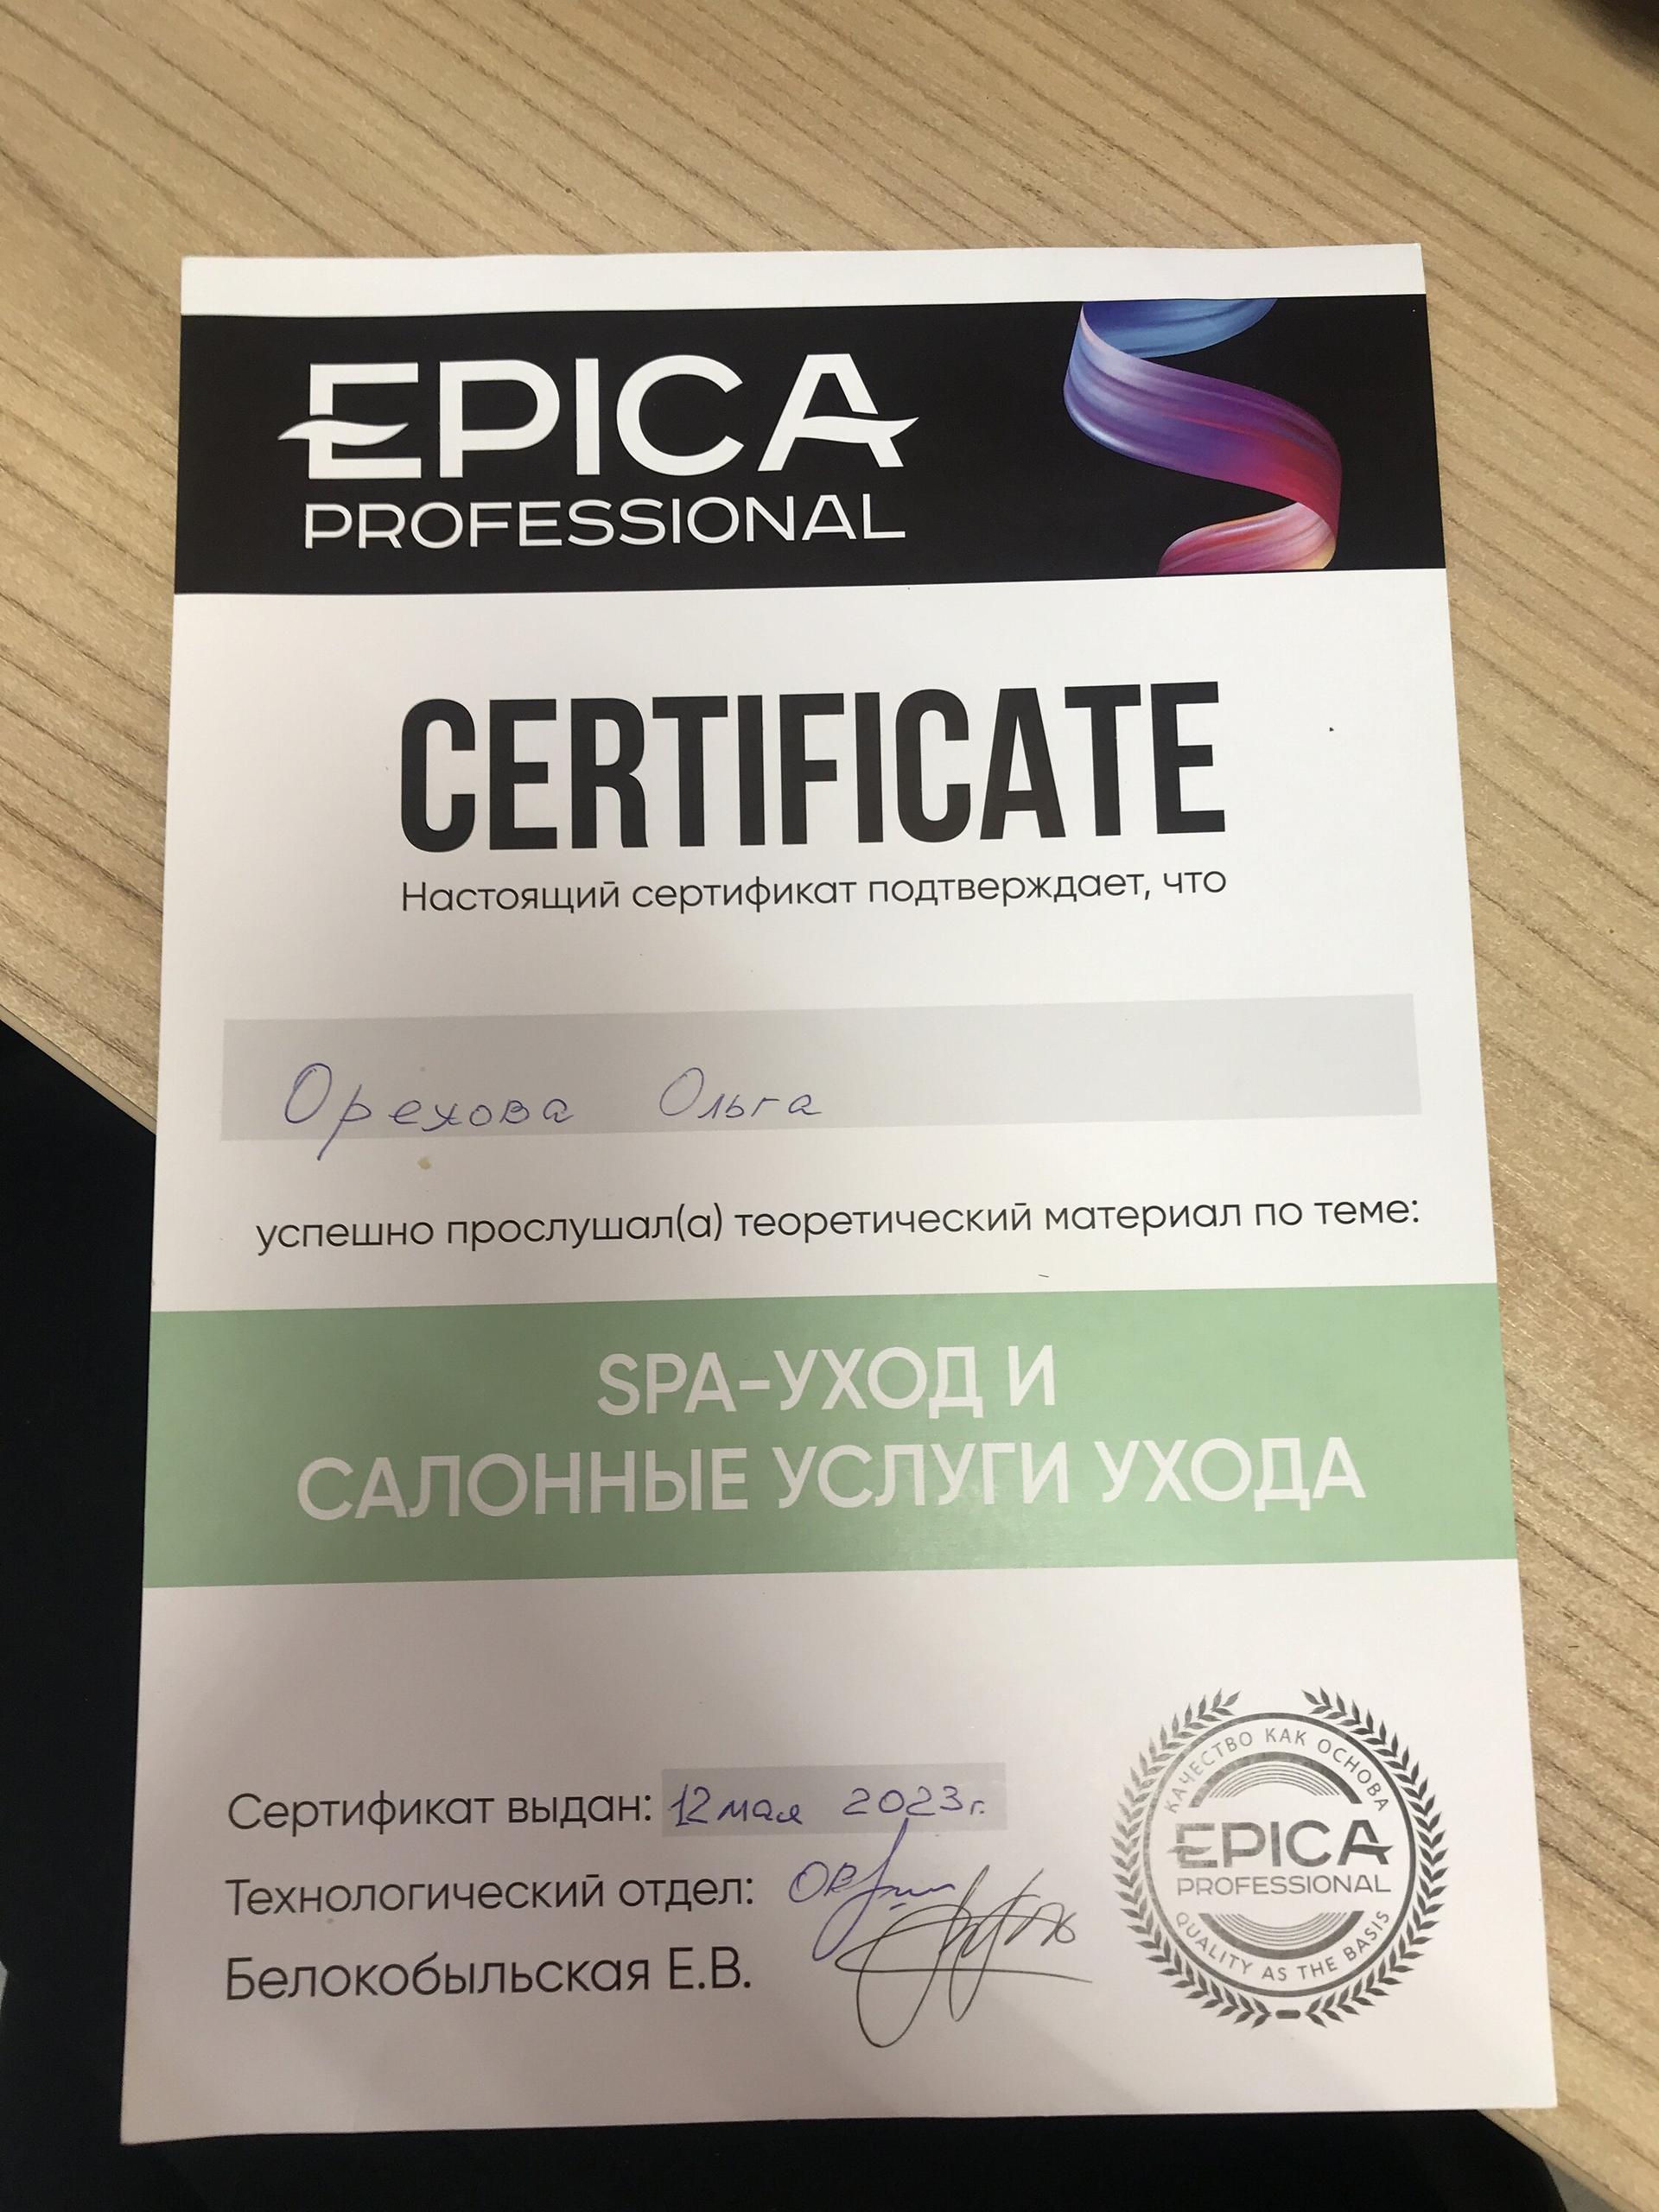 EPICA
PROFESSIONAL
CERTIFICATE
Настоящий сертификат подтверждает, что
Орехова Ольга
успешно прослушал(а) теоретический материал по теме:
SPA-УХОД И
САЛОННЫЕ УСЛУГИ УХОДА
Сертификат выдан: 12 мая 2023г.
Технологический отдел:
Белокобыльская Е.В.
КАЧЕСТВО КАК ОСНОВА
EPICA
PROFESSIONAL
QUALITY AS THE BASIS